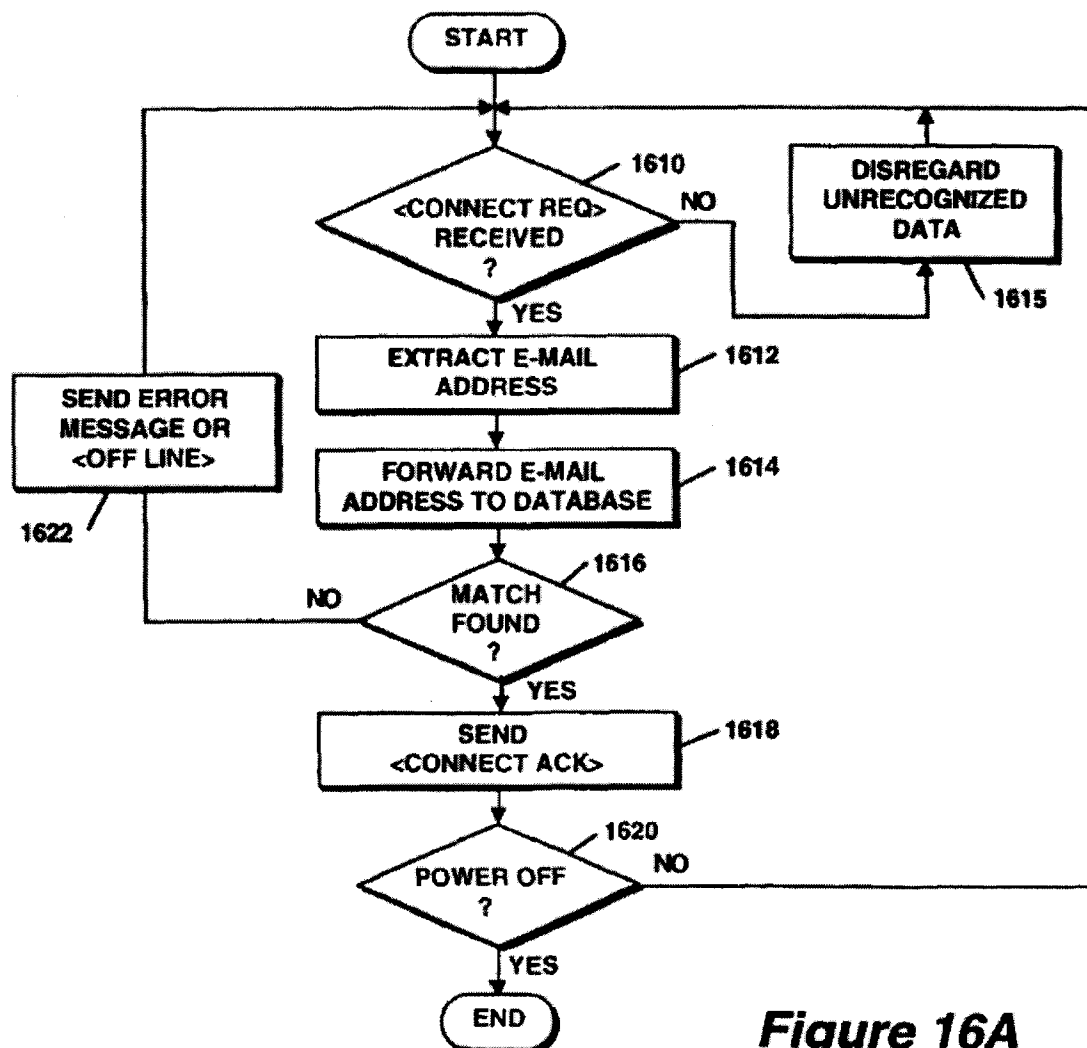 START
1610
<CONNECT REQ>
RECEIVED
?
NO
DISREGARD
UNRECOGNIZED
DATA
1615
YES
EXTRACT E-MAIL
ADDRESS
1612
SEND ERROR
MESSAGE OR
<OFF LINE>
1622
FORWARD E-MAIL
ADDRESS TO DATABASE
1614
1616
MATCH
FOUND
?
NO
YES
SEND
<CONNECT ACK>
1618
1620
POWER OFF
?
NO
YES
END
Figure 16A